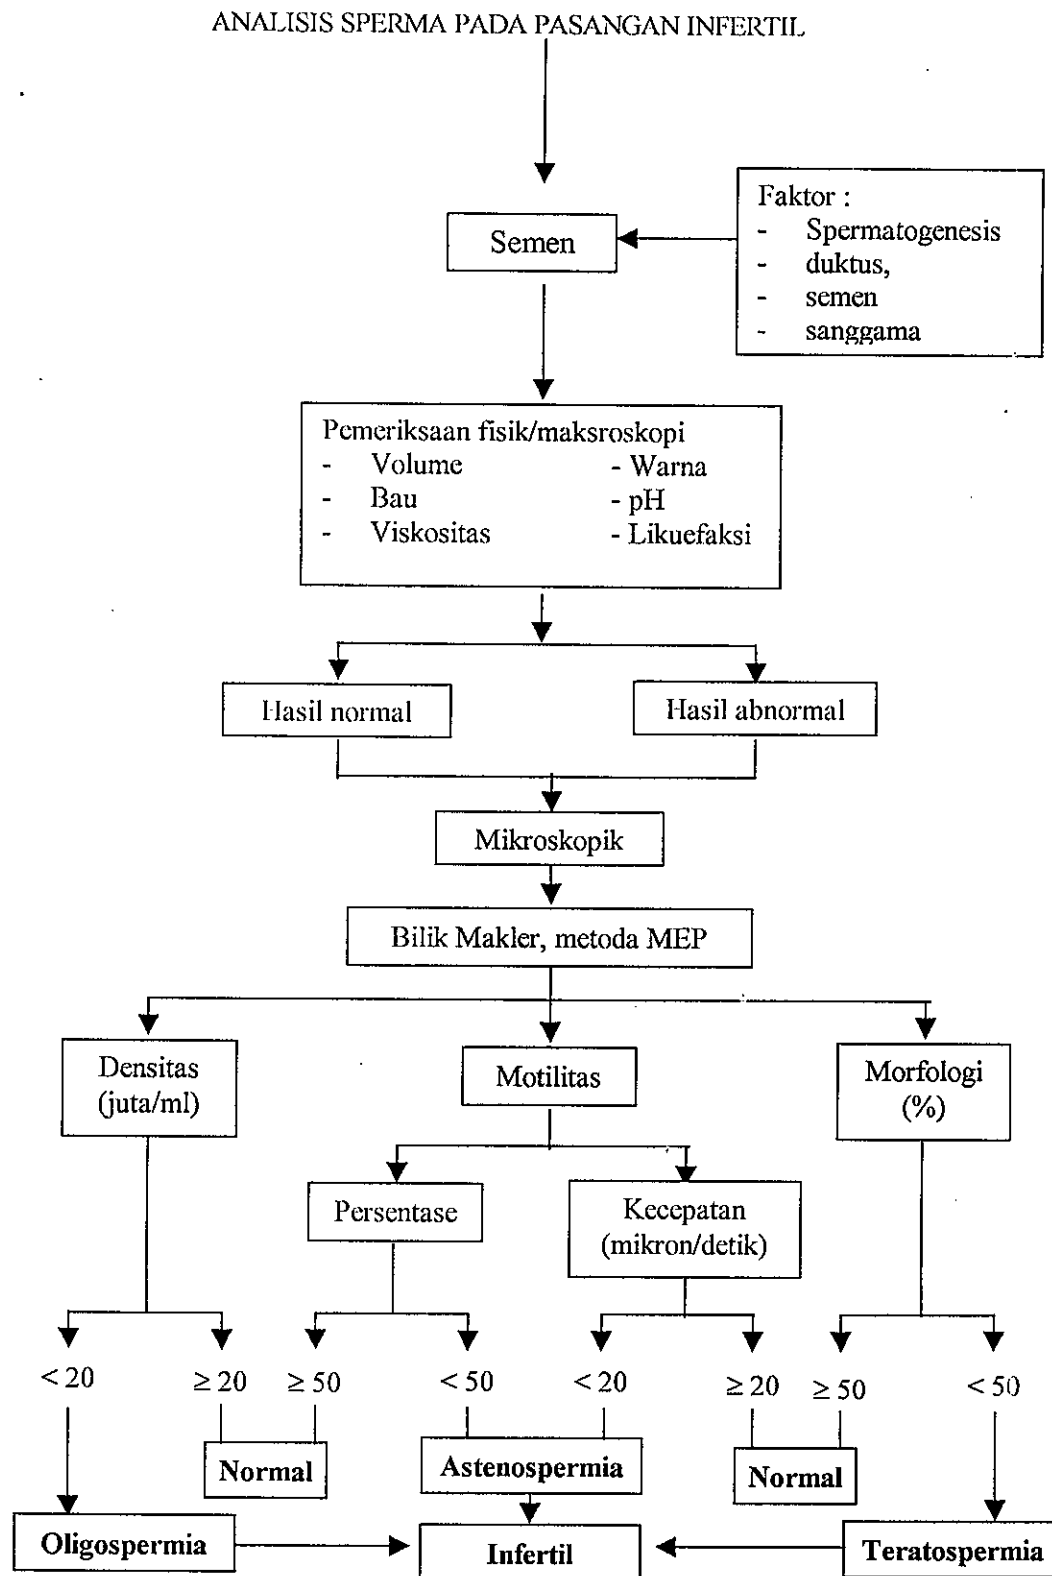 ANALISIS SPERMA PADA PASANGAN INFERTIL
Faktor :
- Spermatogenesis
- duktus,
- semen
- sanggama
Semen
Pemeriksaan fisik/maksroskopi
- Volume - Warna
- Bau - pH
- Viskositas - Likuefaksi
Hasil normal Hasil abnormal
Mikroskopik
Bilik Makler, metoda MEP
Densitas
(juta/ml)
Motilitas
Morfologi
(%)
Persentase
Kecepatan
(mikron/detik)
< 20 ≥ 20 ≥ 50 < 50 < 20 ≥ 20 ≥ 50 < 50
Normal Astenospermia Normal
Oligospermia Infertil Teratospermia